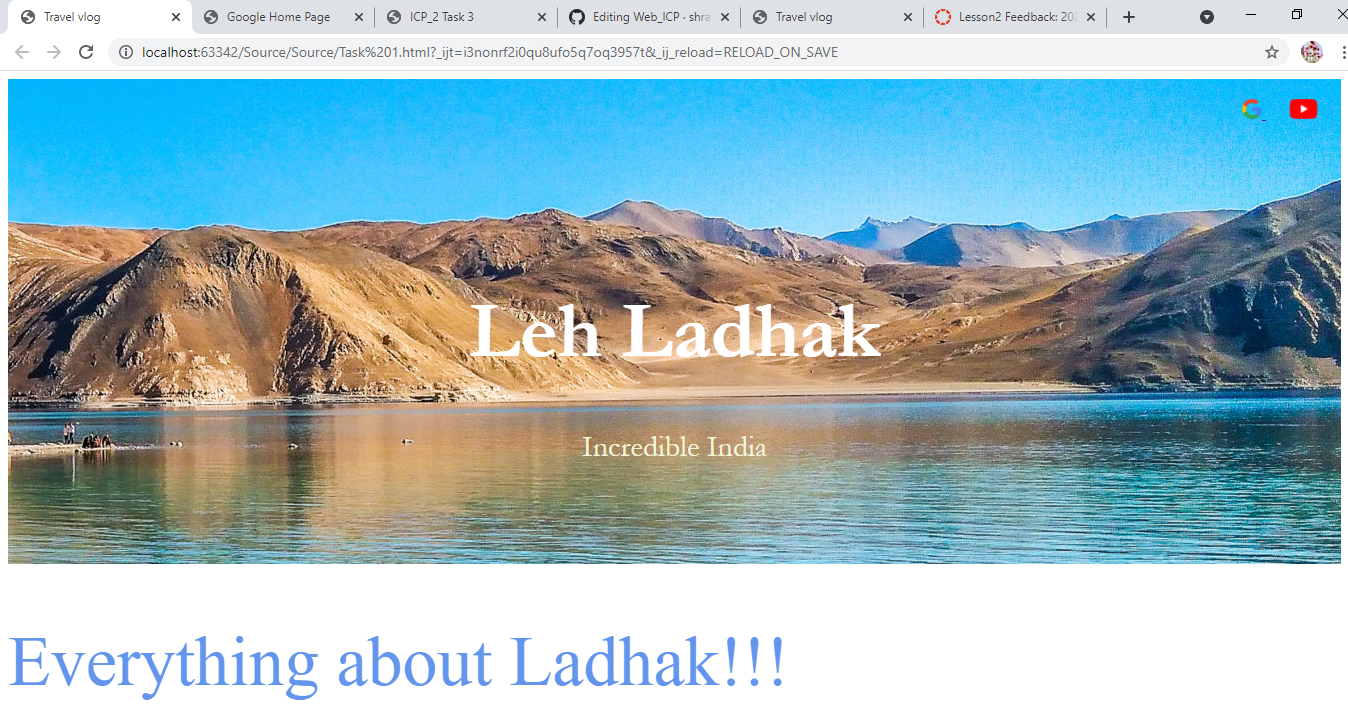 Travel vlog
Google Home Page
ICP_2 Task 3
Editing Web_ICP · shra
Travel vlog
Lesson2 Feedback: 202
localhost:63342/Source/Source/Task%201.html?_ijt=i3nonrf2i0qu8ufo5q7oq3957t&_ij_reload=RELOAD_ON_SAVE
Leh Ladhak
Incredible India
Everything about Ladhak!!!